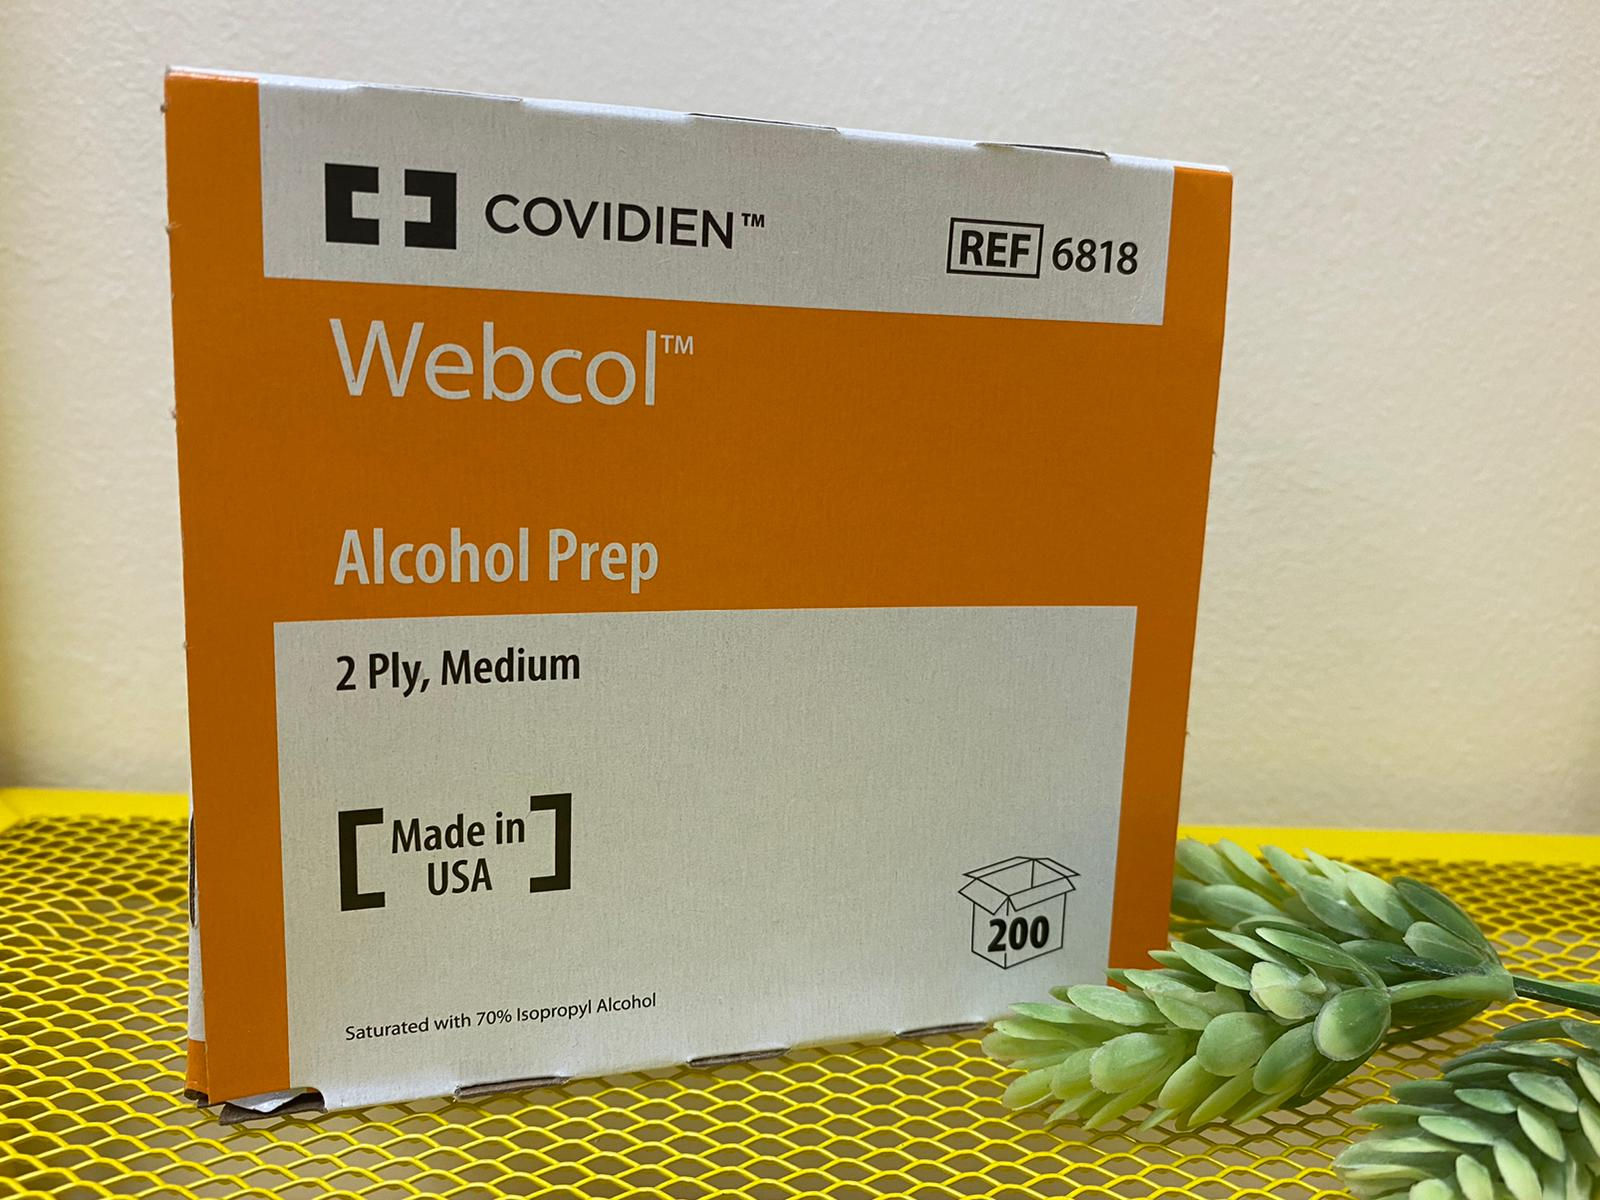 COVIDIEN™
REF 6818
Webcol™
Alcohol Prep
2 Ply, Medium
Made in
USA
200
Saturated with 70% Isopropyl Alcohol